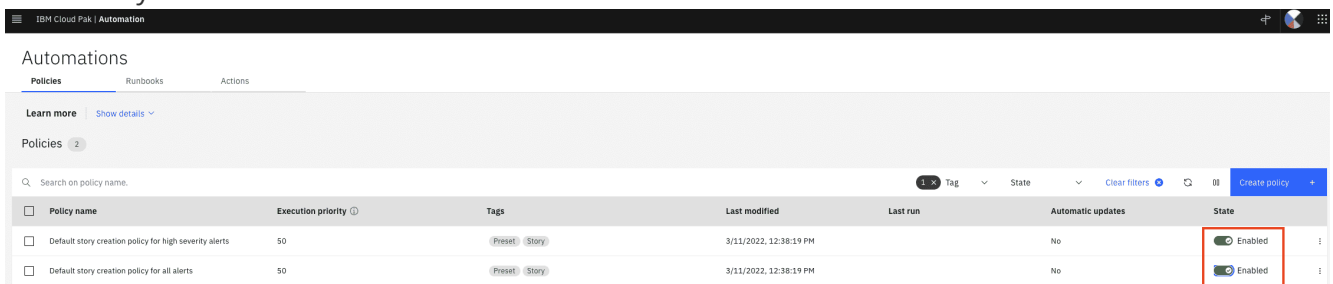 IBM Cloud Pak | Automation
Automations
Policies Runbooks Actions
Learn more Show details
Policies 2
Search on policy name. 1 × Tag State Clear filters Create policy +
Policy name Execution priority Tags Last modified Last run Automatic updates State
Default story creation policy for high severity alerts 50 Preset Story 3/11/2022, 12:38:19 PM No Enabled
Default story creation policy for all alerts 50 Preset Story 3/11/2022, 12:38:19 PM No Enabled